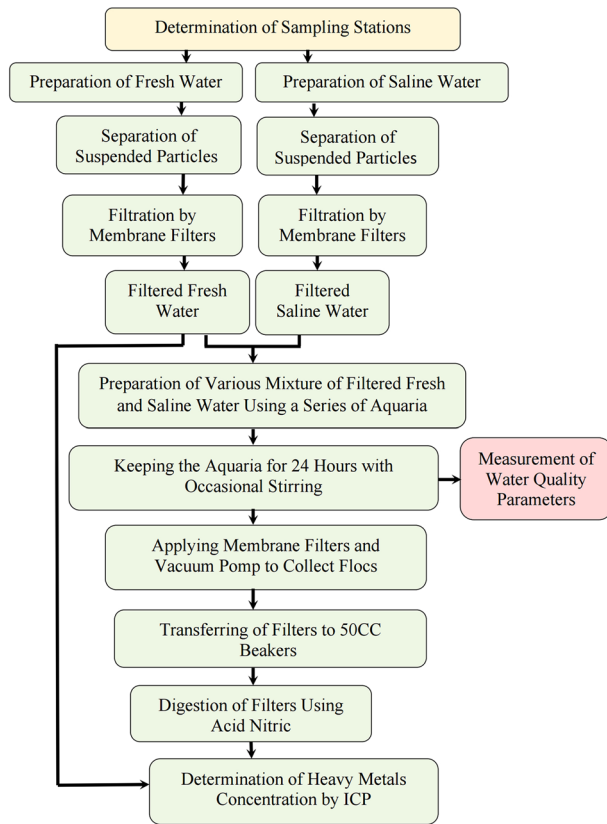 Determination of Sampling Stations
Preparation of Fresh Water
Preparation of Saline Water
Separation of
Suspended Particles
Separation of
Suspended Particles
Filtration by
Membrane Filters
Filtration by
Membrane Filters
Filtered Fresh
Water
Filtered
Saline Water
Preparation of Various Mixture of Filtered Fresh
and Saline Water Using a Series of Aquaria
Keeping the Aquaria for 24 Hours with
Occasional Stirring
Measurement of
Water Quality
Parameters
Applying Membrane Filters and
Vacuum Pomp to Collect Flocs
Transferring of Filters to 50CC
Beakers
Digestion of Filters Using
Acid Nitric
Determination of Heavy Metals
Concentration by ICP